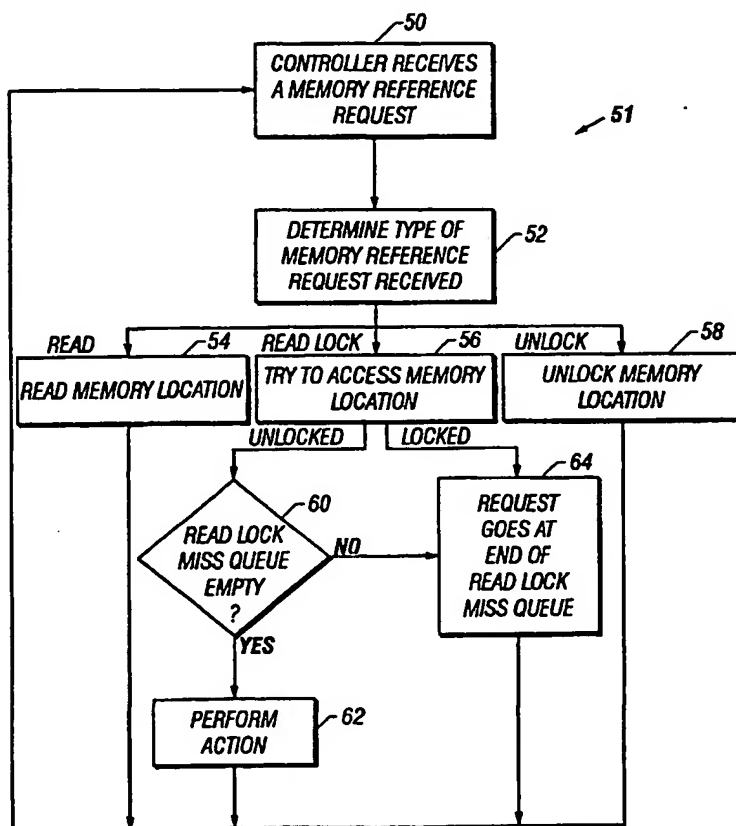 50
CONTROLLER RECEIVES
A MEMORY REFERENCE
REQUEST
51
DETERMINE TYPE OF
MEMORY REFERENCE
REQUEST RECEIVED
52
READ
54
READ LOCK
56
UNLOCK
58
READ MEMORY LOCATION
TRY TO ACCESS MEMORY
LOCATION
UNLOCK MEMORY
LOCATION
UNLOCKED
LOCKED
60
READ LOCK
MISS QUEUE
EMPTY
?
NO
YES
64
REQUEST
GOES AT
END OF
READ LOCK
MISS QUEUE
PERFORM
ACTION
62